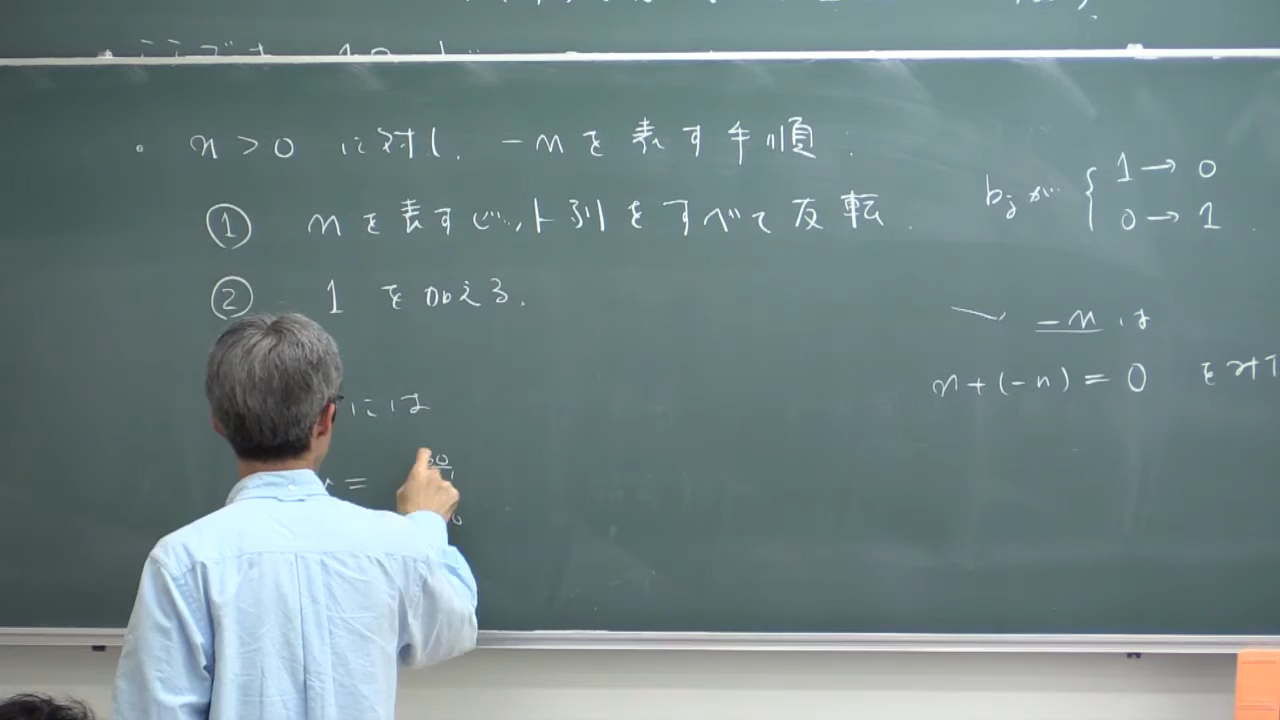 。 n > 0 に対し、 -n を 表す 手順 :
① n を 表すビット列をすべて反転.
② 1 を加える.
には
=
b_j が { 1 → 0
0 → 1 .
-n は
n + (-n) = 0 を